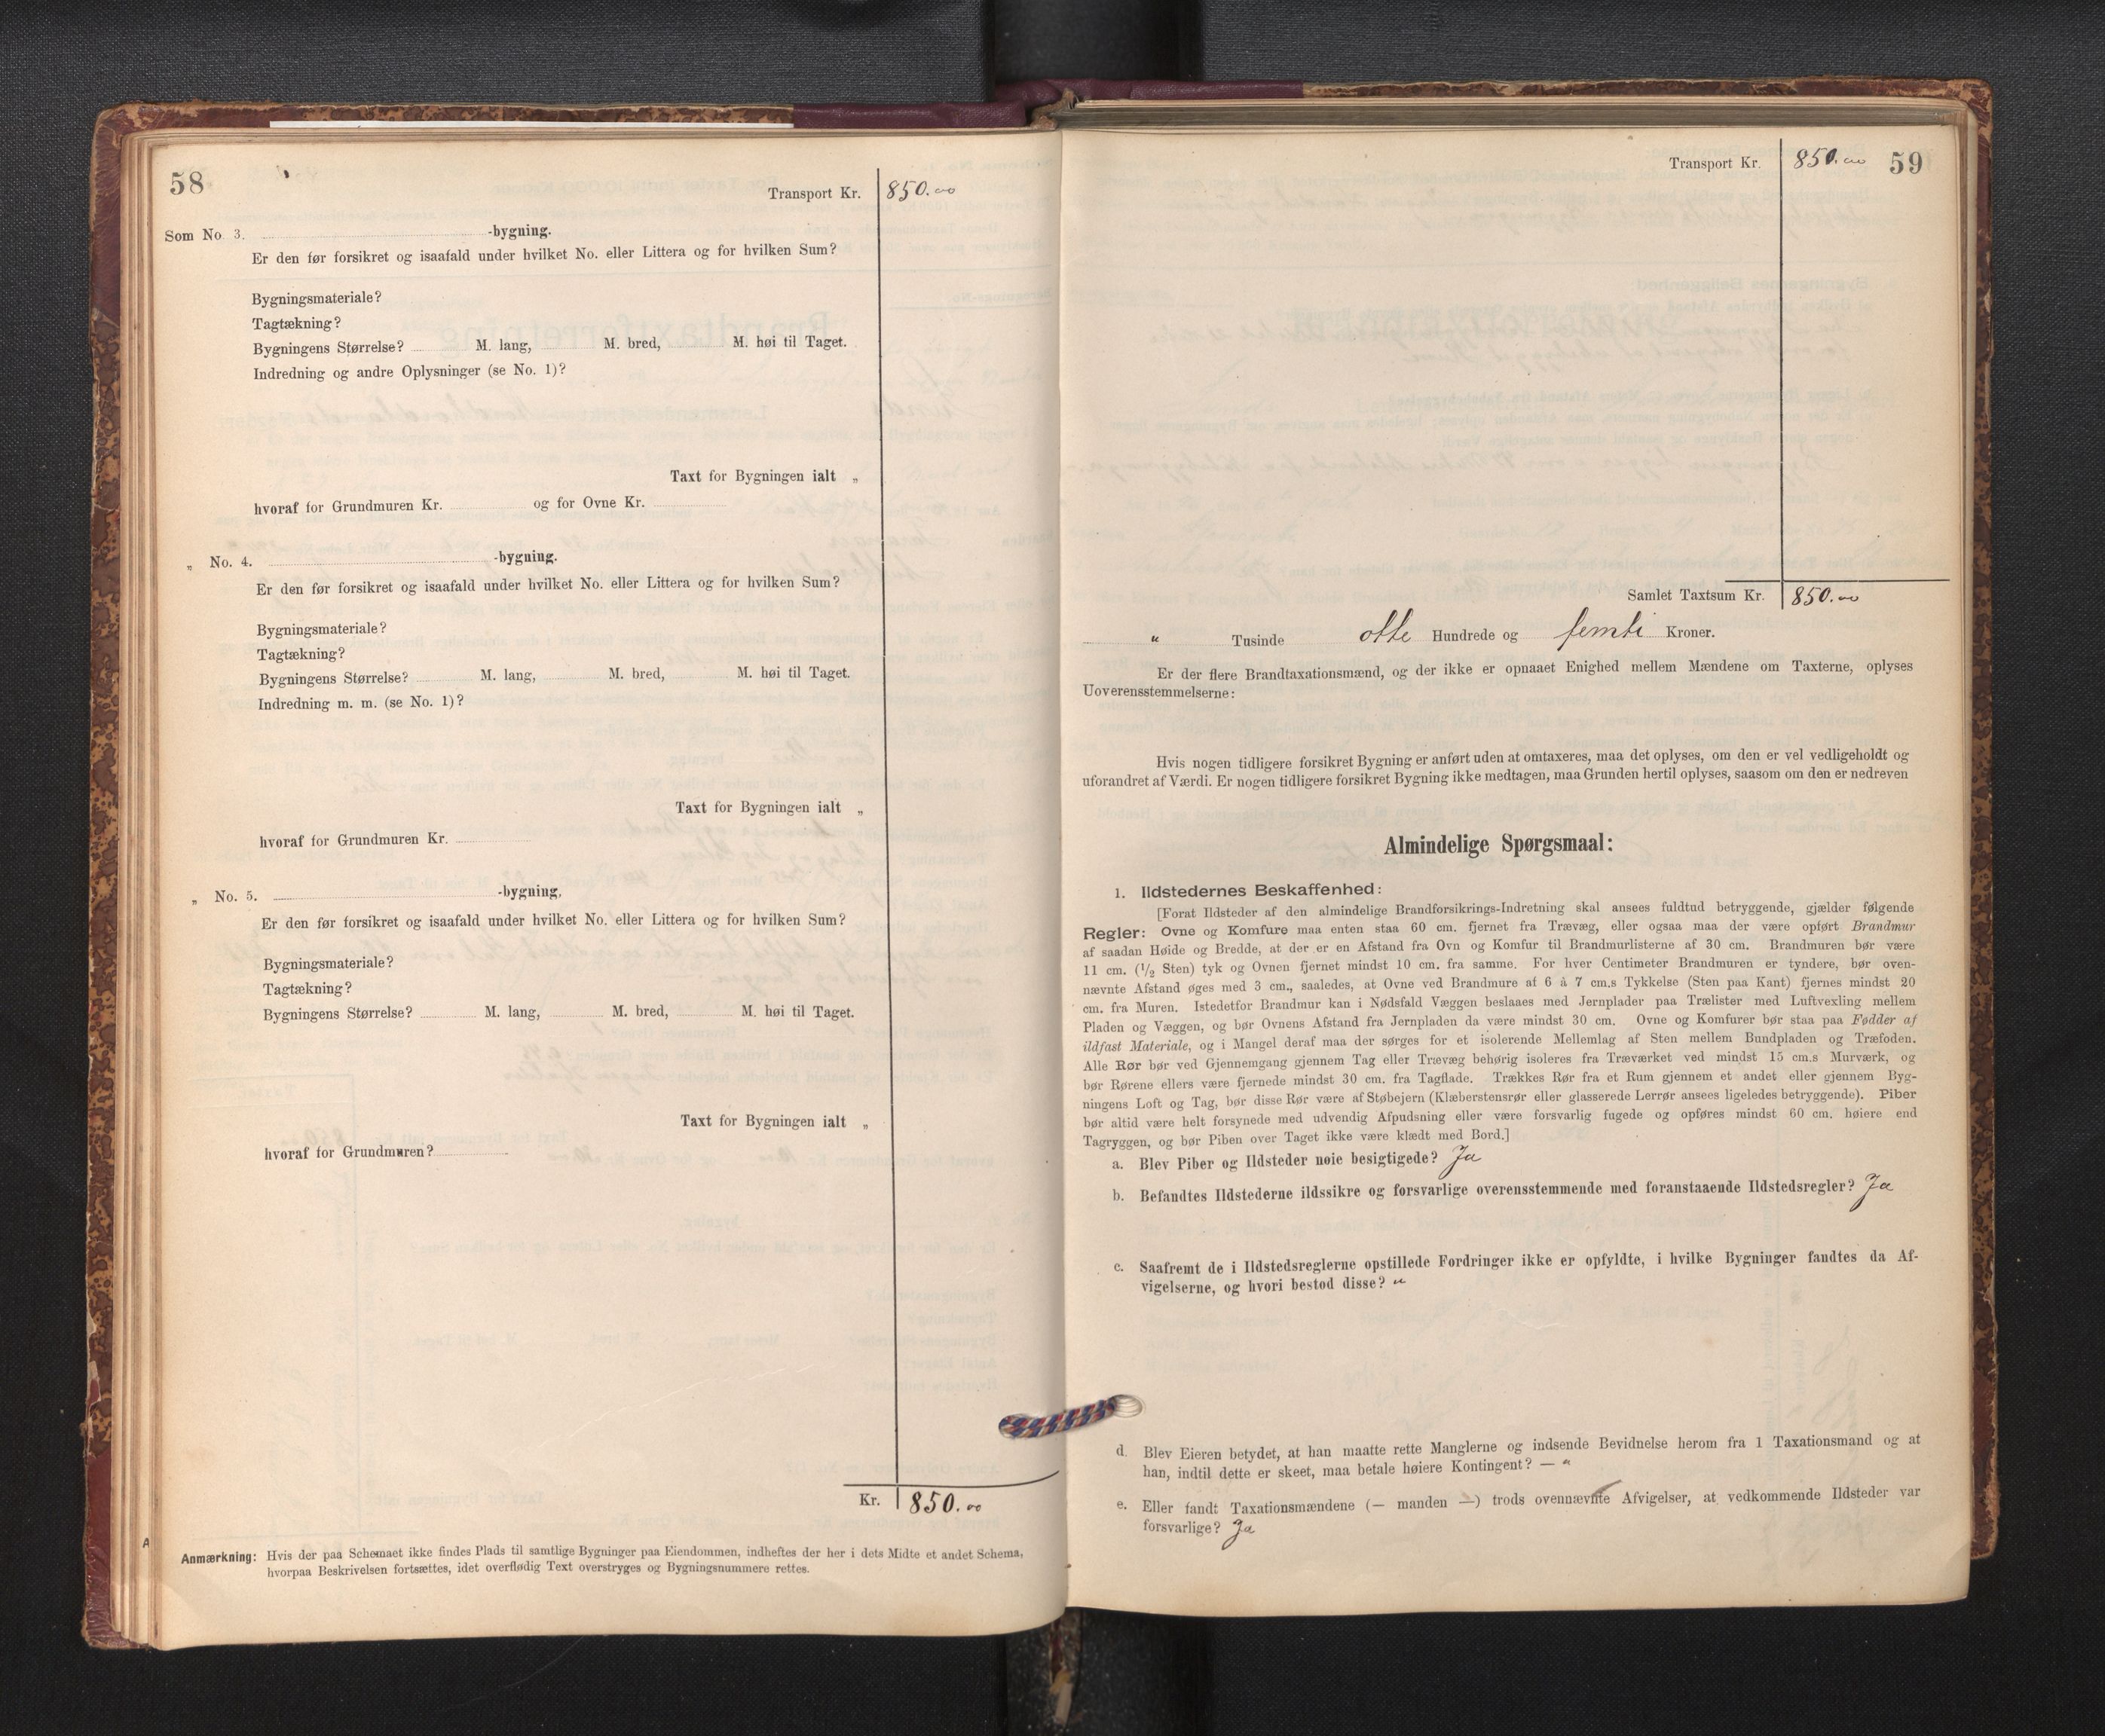 58
Transport Kr. 850.00
Som No. 3. -bygning.
Er den før forsikret og isaafald under hvilket No. eller Littera og for hvilken Sum?
Bygningsmateriale?
Tagtækning?
Bygningens Størrelse? M. lang, M. bred, M. høi til Taget.
Indredning og andre Oplysninger (se No. 1)?
Taxt for Bygningen ialt „
hvoraf for Grundmuren Kr. og for Ovne Kr.
„ No. 4. -bygning.
Er den før forsikret og isaafald under hvilket No. eller Littera og for hvilken Sum?
Bygningsmateriale?
Tagtækning?
Bygningens Størrelse? M. lang, M. bred, M. høi til Taget.
Indredning m. m. (se No. 1)?
Taxt for Bygningen ialt „
hvoraf for Grundmuren Kr.
„ No. 5. -bygning,
Er den før forsikret og isaafald under hvilket No. eller Littera og for hvilken Sum?
Bygningsmateriale?
Tagtækning?
Bygningens Størrelse? M. lang, M. bred, M. høi til Taget.
Taxt for Bygningen ialt „
hvoraf for Grundmuren?
Kr. 850.00
Anmærkning: Hvis der paa Schemaet ikke findes Plads til samtlige Bygninger paa Eiendommen, indheftes der her i dets Midte et andet Schema,
hvorpaa Beskrivelsen fortsættes, idet overflødig Text overstryges og Bygningsnummere rettes.
Transport Kr. 850.00 59
Samlet Taxtsum Kr. 850.00
" Tusinde otte Hundrede og femti Kroner.
Er der flere Brandtaxationsmænd, og der ikke er opnaaet Enighed mellem Mændene om Taxterne, oplyses
Uoverensstemmelserne:
Hvis nogen tidligere forsikret Bygning er anført uden at omtaxeres, maa det oplyses, om den er vel vedligeholdt og
uforandret af Værdi. Er nogen tidligere forsikret Bygning ikke medtagen, maa Grunden hertil oplyses, saasom om den er nedreven
Almindelige Spørgsmaal:
1. Ildstedernes Beskaffenhed:
[Forat Ildsteder af den almindelige Brandforsikrings-Indretning skal ansees fuldtud betryggende, gjælder følgende
Regler: Ovne og Komfure maa enten staa 60 cm. fjernet fra Trævæg, eller ogsaa maa der være opført Brandmur
af saadan Høide og Bredde, at der er en Afstand fra Ovn og Komfur til Brandmurlisterne af 30 cm. Brandmuren bør være
11 cm. (1/2 Sten) tyk og Ovnen fjernet mindst 10 cm. fra samme. For hver Centimeter Brandmuren er tyndere, bør oven-
nævnte Afstand øges med 3 cm., saaledes, at Ovne ved Brandmure af 6 à 7 cm.s Tykkelse (Sten paa Kant) fjernes mindst 20
cm. fra Muren. Istedetfor Brandmur kan i Nødsfald Væggen beslaaes med Jernplader paa Trælister med Luftvexling mellem
Pladen og Væggen, og bør Ovnens Afstand fra Jernpladen da være mindst 30 cm. Ovne og Komfurer bør staa paa Fødder af
ildfast Materiale, og i Mangel deraf maa der sørges for et isolerende Mellemlag af Sten mellem Bundpladen og Træfoden.
Alle Rør bør ved Gjennemgang gjennem Tag eller Trævæg behørig isoleres fra Træværket ved mindst 15 cm.s Murværk, og
bør Rørene ellers være fjernede mindst 30 cm. fra Tagflade. Trækkes Rør fra et Rum gjennem et andet eller gjennem Byg-
ningens Loft og Tag, bør disse Rør være af Støbejern (Klæberstensrør eller glasserede Lerrør ansees ligeledes betryggende). Piber
bør altid være helt forsynede med udvendig Afpudsning eller være forsvarlig fugede og opføres mindst 60 cm. høiere end
Tagryggen, og bør Piben over Taget ikke være klædt med Bord.]
a. Blev Piber og Ildsteder nøie besigtigede? Ja
b. Befandtes Ildstederne ildssikre og forsvarlige overensstemmende med foranstaaende Ildstedsregler? Ja
c. Saafremt de i Ildstedsreglerne opstillede Fordringer ikke er opfyldte, i hvilke Bygninger fandtes da Af-
vigelserne, og hvori bestod disse? "
d. Blev Eieren betydet, at han maatte rette Manglerne og indsende Bevidnelse herom fra 1 Taxationsmand og at
han, indtil dette er skeet, maa betale høiere Kontingent? — "
e. Eller fandt Taxationsmændene (— manden —) trods ovennævnte Afvigelser, at vedkommende Ildsteder var
forsvarlige? Ja